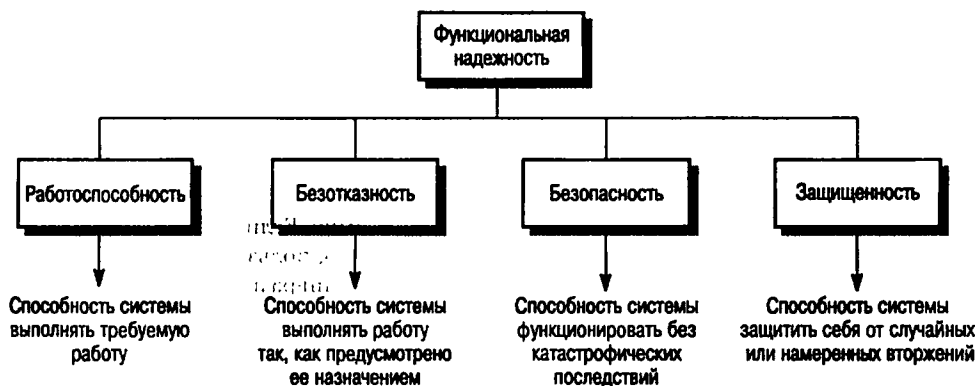 Функциональная
надежность
Работоспособность
Безотказность
Безопасность
Защищенность
Способность системы
выполнять требуемую
работу
Способность системы
выполнять работу
так, как предусмотрено
ее назначением
Способность системы
функционировать без
катастрофических
последствий
Способность системы
защитить себя от случайных
или намеренных вторжений